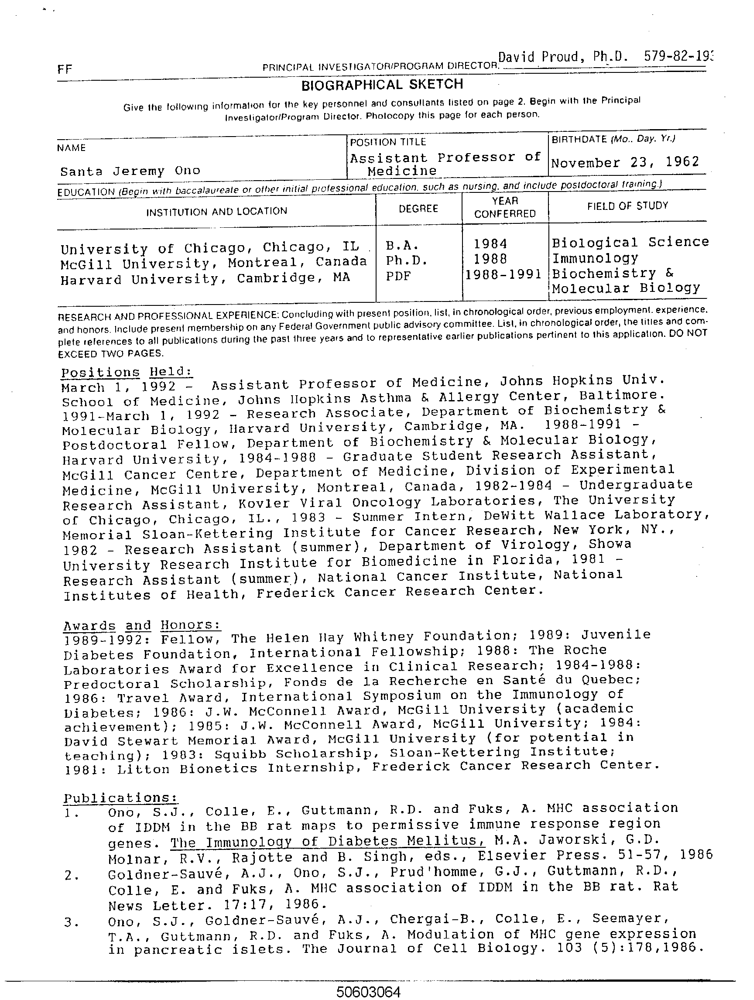 David Proud, Ph.D. 579-82-19
FF PRINCIPAL INVESTIGATOR/PROGRAM DIRECTOR:
BIOGRAPHICAL SKETCH
Give the following information for the key personnel and consultants listed on page 2. Begin with the Principal
Investigator/Program Director. Photocopy this page for each person.
NAME POSITION TITLE BIRTHDATE (Mo., Day, Yr.)
Santa Jeremy Ono Assistant Professor of November 23, 1962
Medicine
EDUCATION (Begin with baccalaureate or other initial professional education, such as nursing, and include postdoctoral training.)
INSTITUTION AND LOCATION DEGREE YEAR CONFERRED FIELD OF STUDY
University of Chicago, Chicago, IL B.A. 1984 Biological Science
McGill University, Montreal, Canada Ph.D. 1988 Immunology
Harvard University, Cambridge, MA PDF 1988-1991 Biochemistry &
Molecular Biology
RESEARCH AND PROFESSIONAL EXPERIENCE: Concluding with present position, list, in chronological order, previous employment, experience,
and honors. Include present membership on any Federal Government public advisory committee. List, in chronological order, the titles and com-
plete references to all publications during the past three years and to representative earlier publications pertinent to this application. DO NOT
EXCEED TWO PAGES.
Positions Held:
March 1, 1992 - Assistant Professor of Medicine, Johns Hopkins Univ.
School of Medicine, Johns Hopkins Asthma & Allergy Center, Baltimore.
1991-March 1, 1992 - Research Associate, Department of Biochemistry &
Molecular Biology, Harvard University, Cambridge, MA. 1988-1991 -
Postdoctoral Fellow, Department of Biochemistry & Molecular Biology,
Harvard University, 1984-1988 - Graduate Student Research Assistant,
McGill Cancer Centre, Department of Medicine, Division of Experimental
Medicine, McGill University, Montreal, Canada, 1982-1984 - Undergraduate
Research Assistant, Kovler Viral Oncology Laboratories, The University
of Chicago, Chicago, IL., 1983 - Summer Intern, DeWitt Wallace Laboratory,
Memorial Sloan-Kettering Institute for Cancer Research, New York, NY.,
1982 - Research Assistant (summer), Department of Virology, Showa
University Research Institute for Biomedicine in Florida, 1981 -
Research Assistant (summer), National Cancer Institute, National
Institutes of Health, Frederick Cancer Research Center.
Awards and Honors:
1989-1992: Fellow, The Helen Hay Whitney Foundation; 1989: Juvenile
Diabetes Foundation, International Fellowship; 1988: The Roche
Laboratories Award for Excellence in Clinical Research; 1984-1988:
Predoctoral Scholarship, Fonds de la Recherche en Santé du Quebec;
1986: Travel Award, International Symposium on the Immunology of
Diabetes; 1986: J.W. McConnell Award, McGill University (academic
achievement); 1985: J.W. McConnell Award, McGill University; 1984:
David Stewart Memorial Award, McGill University (for potential in
teaching); 1983: Squibb Scholarship, Sloan-Kettering Institute;
1981: Litton Bionetics Internship, Frederick Cancer Research Center.
Publications:
1. Ono, S.J., Colle, E., Guttmann, R.D. and Fuks, A. MHC association
of IDDM in the BB rat maps to permissive immune response region
genes. The Immunology of Diabetes Mellitus, M.A. Jaworski, G.D.
Molnar, R.V., Rajotte and B. Singh, eds., Elsevier Press. 51-57, 1986
2. Goldner-Sauvé, A.J., Ono, S.J., Prud'homme, G.J., Guttmann, R.D.,
Colle, E. and Fuks, A. MHC association of IDDM in the BB rat. Rat
News Letter. 17:17, 1986.
3. Ono, S.J., Goldner-Sauvé, A.J., Chergai-B., Colle, E., Seemayer,
T.A., Guttmann, R.D. and Fuks, A. Modulation of MHC gene expression
in pancreatic islets. The Journal of Cell Biology. 103 (5):178,1986.
50603064